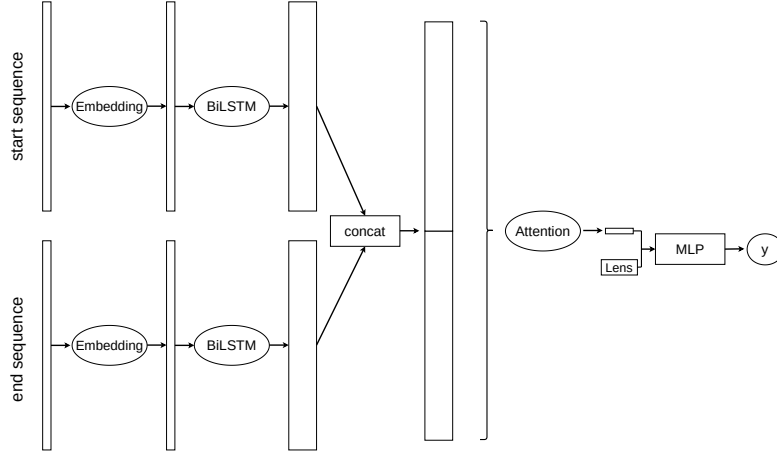 start sequence
Embedding
BiLSTM
concat
Attention
Lens
MLP
y
end sequence
Embedding
BiLSTM